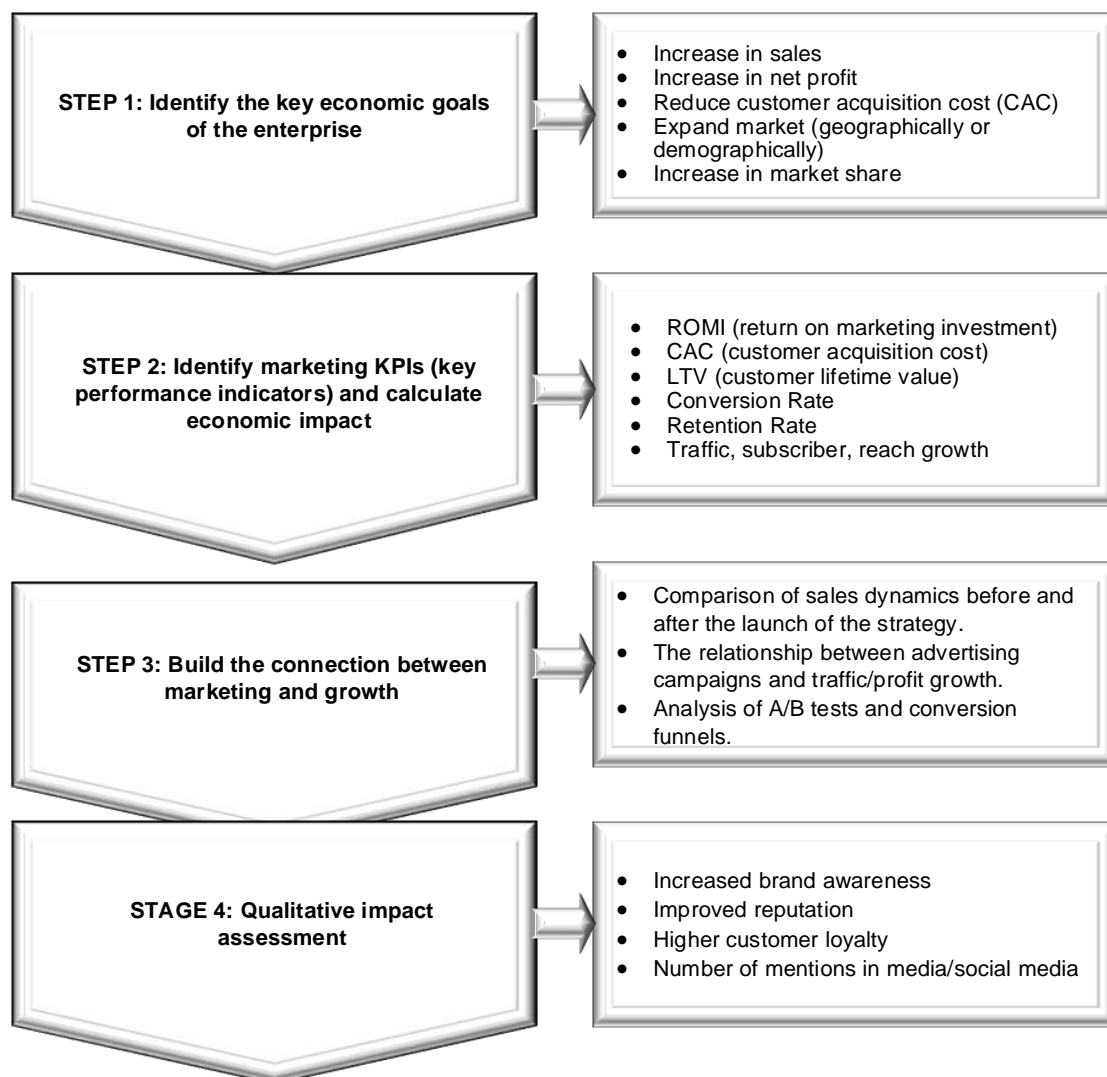 STEP 1: Identify the key economic goals
of the enterprise
• Increase in sales
• Increase in net profit
• Reduce customer acquisition cost (CAC)
• Expand market (geographically or
demographically)
• Increase in market share
STEP 2: Identify marketing KPIs (key
performance indicators) and calculate
economic impact
• ROMI (return on marketing investment)
• CAC (customer acquisition cost)
• LTV (customer lifetime value)
• Conversion Rate
• Retention Rate
• Traffic, subscriber, reach growth
STEP 3: Build the connection between
marketing and growth
• Comparison of sales dynamics before and
after the launch of the strategy.
• The relationship between advertising
campaigns and traffic/profit growth.
• Analysis of A/B tests and conversion
funnels.
STAGE 4: Qualitative impact
assessment
• Increased brand awareness
• Improved reputation
• Higher customer loyalty
• Number of mentions in media/social media